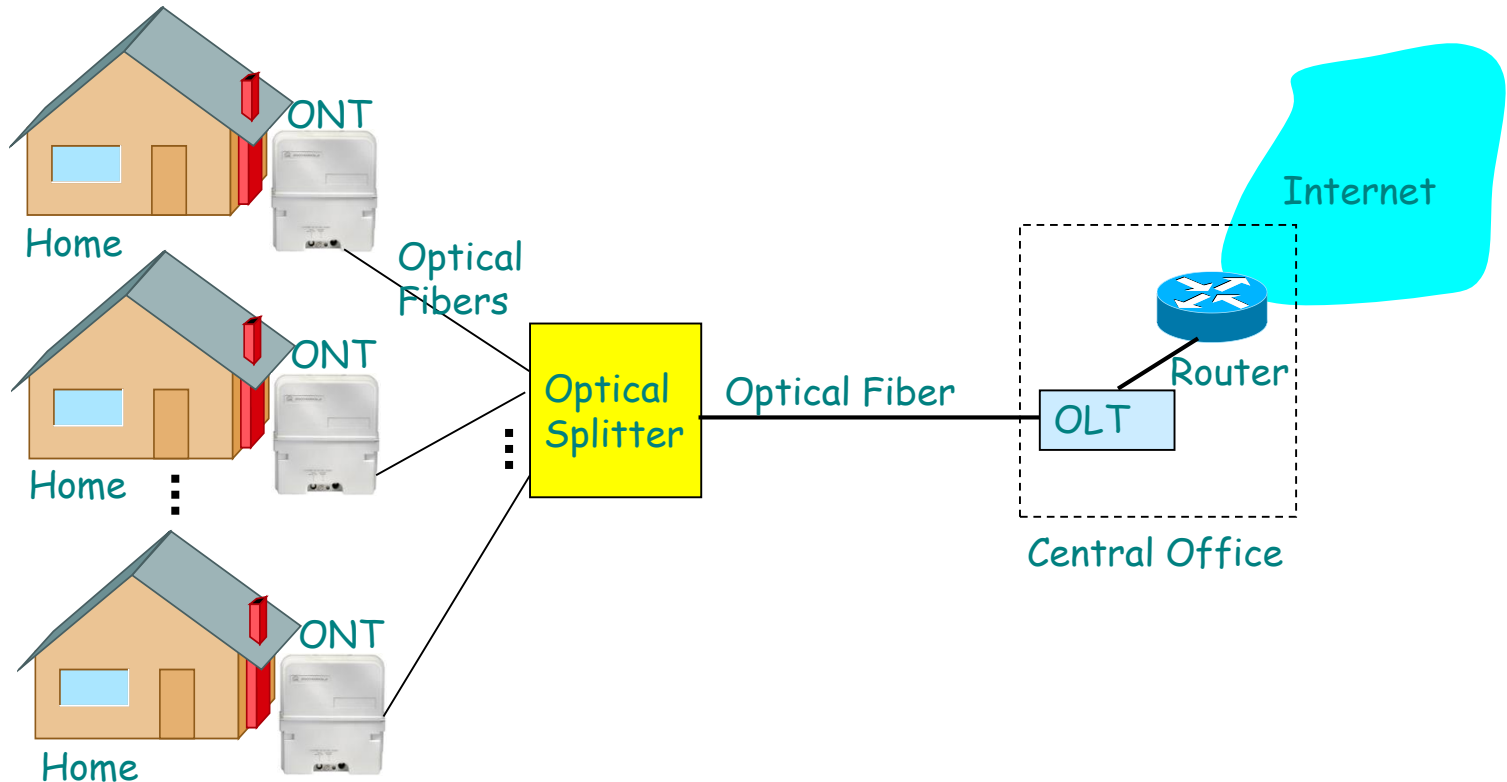 ONT
Home
Optical
Fibers
ONT
Home
ONT
Home
Optical
Splitter
Optical Fiber
OLT
Router
Internet
Central Office